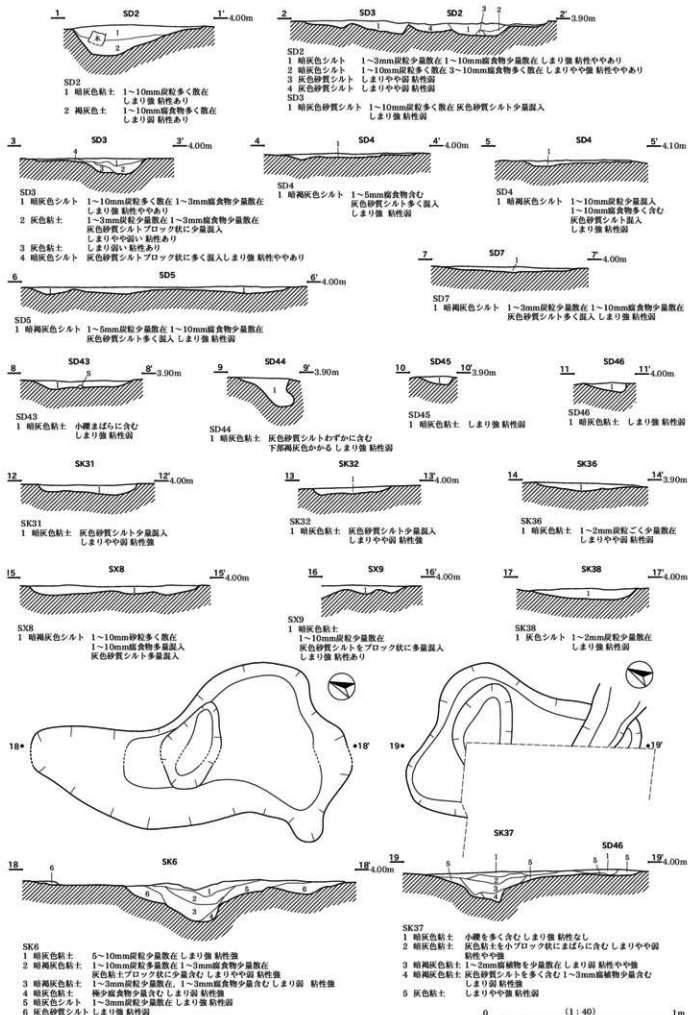 SD2
1 1' 4.00m
木
1
2
SD2
1 暗灰色粘土 1~10mm炭粒多く散在
しまり強 粘性あり
2 褐灰色土 1~10mm腐食物多く散在
しまり弱 粘性あり
SD3 SD2
2 3 2 2' 3.90m
1 4 1
SD2
1 暗灰色シルト 1~3mm炭粒少量散在 1~10mm腐食物少量散在 しまり強 粘性ややあり
2 暗灰色シルト 1~10mm炭粒多く散在 3~10mm腐食物多く散在 しまりやや強 粘性ややあり
3 灰色砂質シルト しまりやや弱 粘性弱
4 灰色砂質シルト しまりやや弱 粘性弱
SD3
1 暗灰色砂質シルト 1~10mm炭粒多く散在 灰色砂質シルト少量混入
しまり強 粘性弱
SD3
3 3' 4.00m
4 1
3 2
SD3
1 暗灰色シルト 1~10mm炭粒多く散在 1~3mm腐食物少量散在
しまり強 粘性ややあり
2 灰色粘土 1~3mm炭粒少量散在 1~3mm腐食物少量散在
灰色砂質シルトブロック状に少量混入
しまりやや弱い 粘性あり
3 灰色粘土 しまり弱い 粘性あり
4 暗灰色シルト 灰色砂質シルトブロック状に多く混入 しまり強 粘性ややあり
SD4
4 1 4' 4.00m
SD4
1 暗褐灰色シルト 1~5mm腐食物含む
灰色砂質シルト多く混入
しまり強 粘性弱
SD4
5 1 5' 4.10m
SD4
1 暗褐灰色シルト 1~10mm炭粒少量混入
1~10mm腐食物多く含む
灰色シルト混入
しまり強 粘性弱
SD5
6 6' 4.00m
1 1
SD5
1 暗褐灰色シルト 1~5mm炭粒少量散在 1~10mm腐食物少量散在
灰色砂質シルト多く混入 しまり強 粘性弱
SD7
7 1 7' 4.00m
SD7
1 暗褐灰色シルト 1~3mm炭粒少量散在 1~10mm腐食物少量散在
灰色砂質シルト多く混入 しまり強 粘性弱
SD43
8 S 8' 3.90m
1
SD43
1 暗灰色粘土 小礫まばらに含む
しまり強 粘性弱
SD44
9 9' 3.90m
1
SD44
1 暗灰色粘土 灰色砂質シルトわずかに含む
下部褐灰色かかる しまり強 粘性弱
SD45
10 10' 3.90m
1
SD45
1 暗灰色粘土 しまり強 粘性弱
SD46
11 11' 4.00m
1
SD46
1 暗灰色粘土 しまり強 粘性弱
SK31
12 12' 4.00m
1
SK31
1 暗灰色粘土 灰色砂質シルト少量混入
しまりやや弱 粘性強
SK32
13 1 13' 4.00m
SK32
1 暗灰色粘土 灰色砂質シルト少量混入
しまりやや弱 粘性強
SK36
14 14' 3.90m
1
SK36
1 暗灰色粘土 1~2mm炭粒ごく少量散在
しまりやや弱 粘性弱
SX8
15 15' 4.00m
1
SX8
1 暗褐灰色シルト 1~10mm砂粒多く散在
1~10mm腐食物多量混入
灰色砂質シルト多量混入
SX9
16 16' 4.00m
1
SX9
1 暗灰色粘土
1~10mm炭粒少量散在
灰色砂質シルトをブロック状に多量混入
しまり強 粘性あり
SK38
17 17' 4.00m
1
SK38
1 灰色シルト 1~2mm炭粒少量散在
しまり強 粘性弱
18 18'
19 19'
SK6
18 18' 4.00m
6 1 5 6
2
6 3 4
SK6
1 暗灰色粘土 5~10mm炭粒少量散在 しまり強 粘性強
2 暗褐灰色粘土 1~10mm炭粒多量散在 1~3mm腐食物少量散在
灰色粘土ブロック状に少量含む しまりやや弱 粘性強
3 暗褐灰色粘土 1~3mm炭粒少量散在、1~3mm腐食物少量含む しまり弱 粘性強
4 暗灰色粘土 極少腐食物少量含む しまり弱 粘性強
5 暗灰色シルト 1~3mm炭粒少量散在 しまり強 粘性弱
6 灰色砂質シルト しまり強 粘性弱
SK37
SD46
19 5 1 5 1 5 19' 4.00m
2
3
4
SK37
1 暗灰色粘土 小礫を多く含む しまり強 粘性なし
2 暗灰色粘土 灰色粘土を小ブロック状にまばらに含む しまりやや弱
粘性やや強
3 暗褐灰色粘土 1~2mm植物を少量散在 しまり弱 粘性やや強
4 暗褐灰色粘土 灰色砂質シルトを多く含む 1~3mm腐植物少量含む
しまり弱 粘性強
5 灰色粘土 しまりやや強 粘性強
0 (1:40) 1m